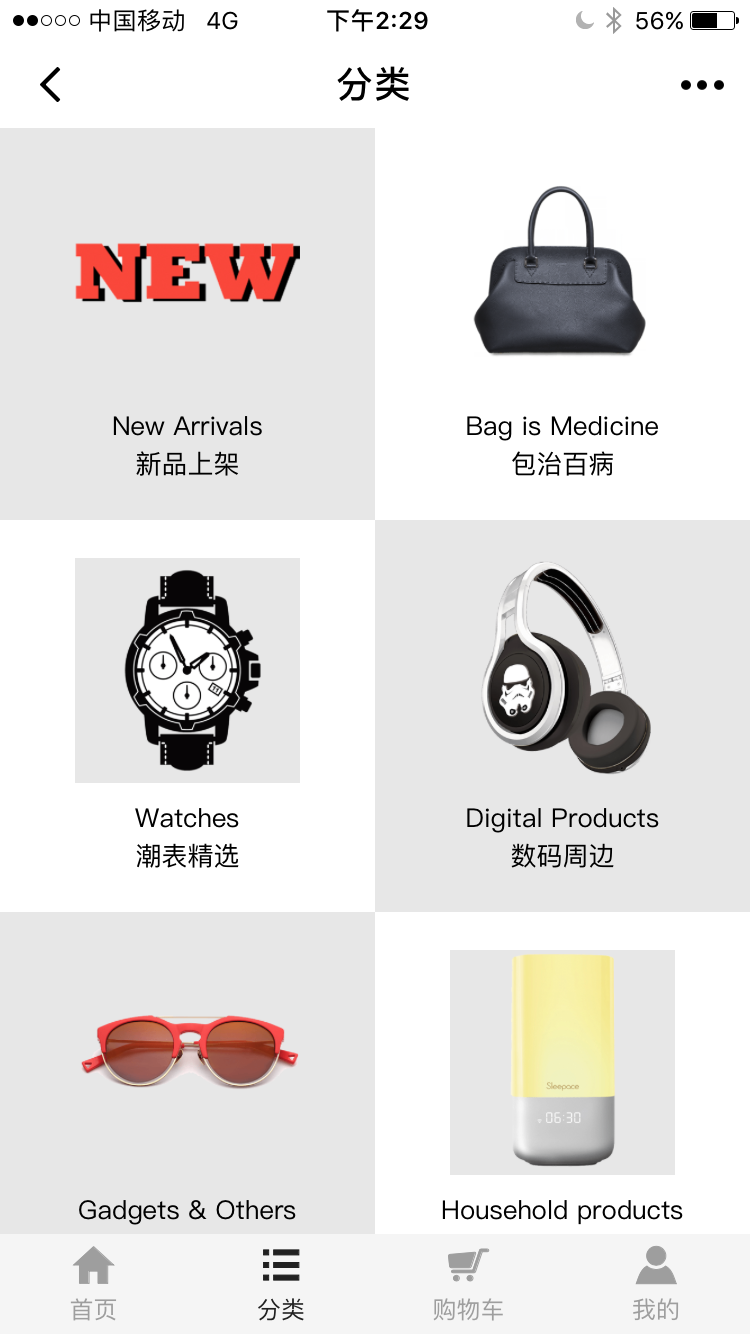 中国移动 4G 下午2:29 56%
分类
NEW
New Arrivals
新品上架
Bag is Medicine
包治百病
Watches
潮表精选
Digital Products
数码周边
Sleepace
06:30
Gadgets & Others
Household products
首页
分类
购物车
我的